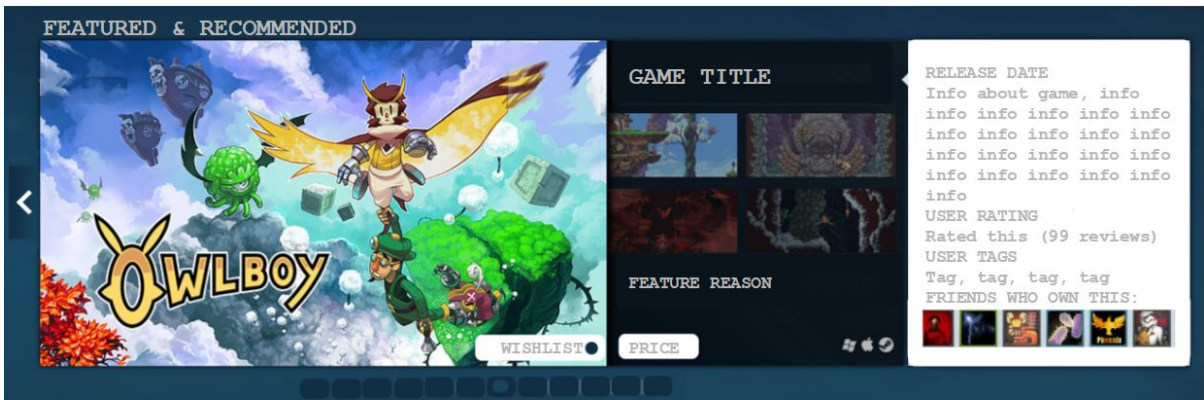 FEATURED & RECOMMENDED
OWLBOY
WISHLIST
GAME TITLE
FEATURE REASON
PRICE
RELEASE DATE
Info about game, info
info info info info info
info info info info info
info info info info info
info info info info info
info
USER RATING
Rated this (99 reviews)
USER TAGS
Tag, tag, tag, tag
FRIENDS WHO OWN THIS:
Phoenix